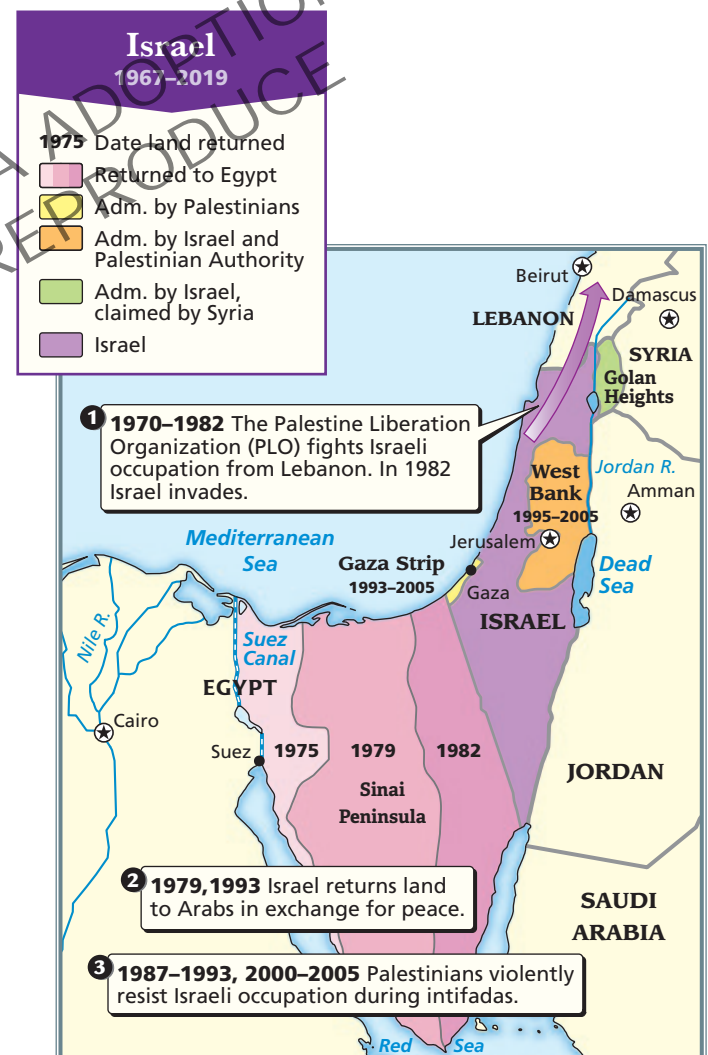 Israel
1967–2019
ADOPTION
REPRODUCE
1975 Date land returned
Returned to Egypt
Adm. by Palestinians
Adm. by Israel and
Palestinian Authority
Adm. by Israel,
claimed by Syria
Israel
Beirut
Damascus
LEBANON
SYRIA
Golan
Heights
1 1970–1982 The Palestine Liberation
Organization (PLO) fights Israeli
occupation from Lebanon. In 1982
Israel invades.
West
Bank
1995–2005
Jordan R.
Amman
Mediterranean
Sea
Jerusalem
Gaza Strip
1993–2005
Gaza
Dead
Sea
ISRAEL
Nile R.
Suez
Canal
EGYPT
Cairo
Suez
1975
1979
1982
Sinai
Peninsula
JORDAN
2 1979,1993 Israel returns land
to Arabs in exchange for peace.
SAUDI
ARABIA
3 1987–1993, 2000–2005 Palestinians violently
resist Israeli occupation during intifadas.
Red Sea